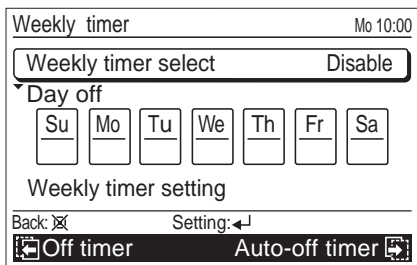 Weekly timer Mo 10:00
Weekly timer select Disable
Day off
Su Mo Tu We Th Fr Sa
Weekly timer setting
Back: Setting:
Off timer Auto-off timer